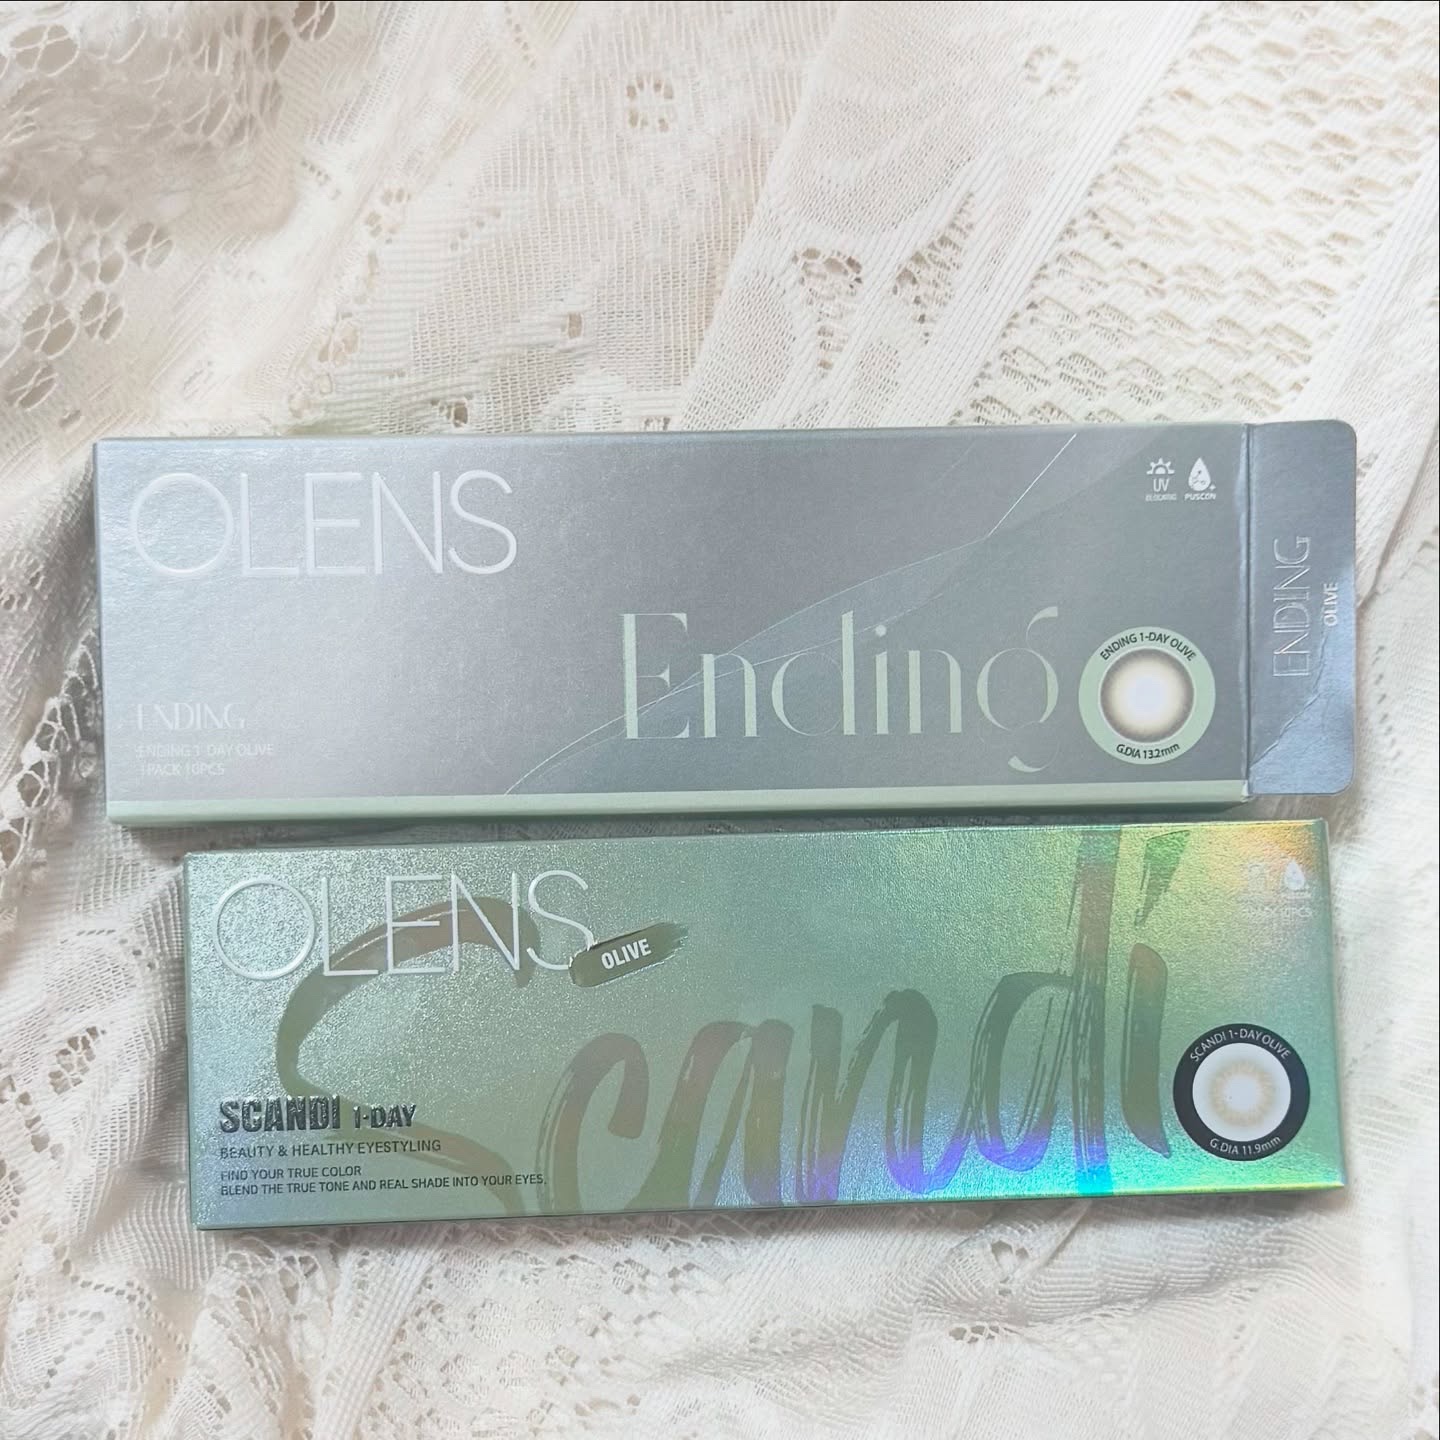 OLENS
UV
BLOCKING
PUSCON
Ending
ENDING
ENDING 1-DAY OLIVE
1PACK 10PCS
ENDING 1-DAY OLIVE
G.DIA 13.2mm
ENDING
OLIVE
OLENS
OLIVE
Scandi
SCANDI 1-DAY
BEAUTY & HEALTHY EYESTYLING
FIND YOUR TRUE COLOR
BLEND THE TRUE TONE AND REAL SHADE INTO YOUR EYES.
SCANDI 1-DAY OLIVE
G.DIA 11.9mm